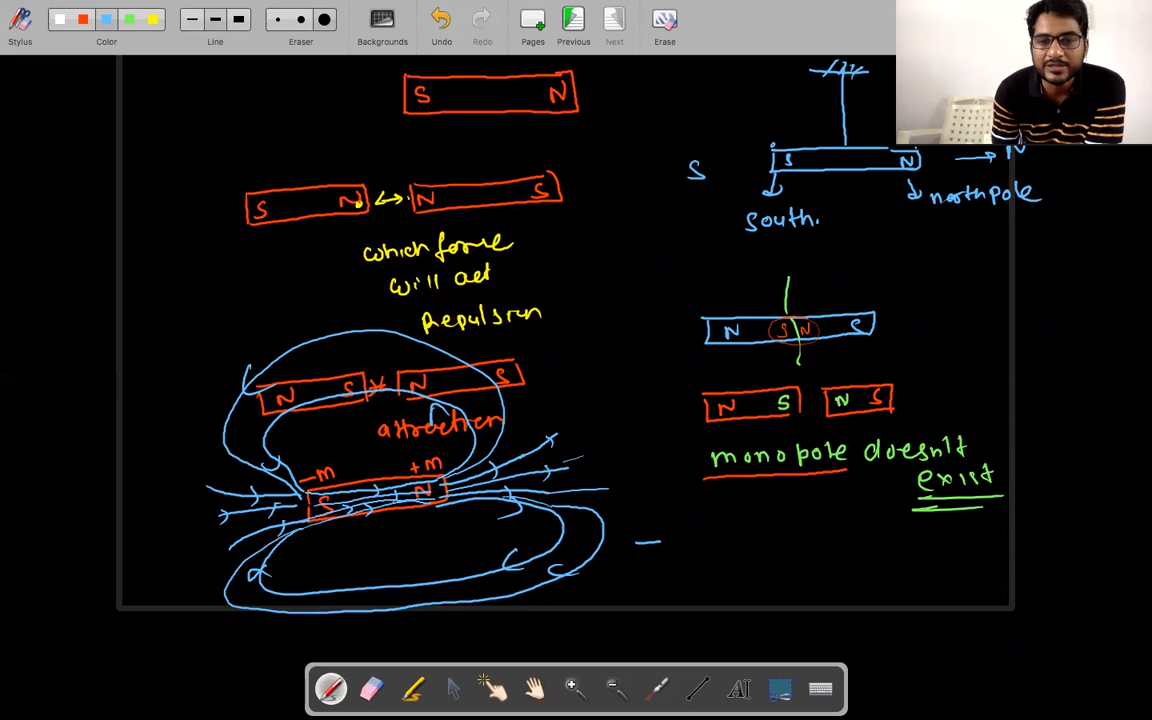 Stylus
Color
Line
Eraser
Backgrounds
Undo
Redo
Pages
Previous
Next
Erase
S N
S N
S N → N
south.
northpole
S N ↔ N S
which force
will act
Repulsion
N S N S
N S N S
attraction
N S N S
monopole doesn't
exist
-m +m
S N